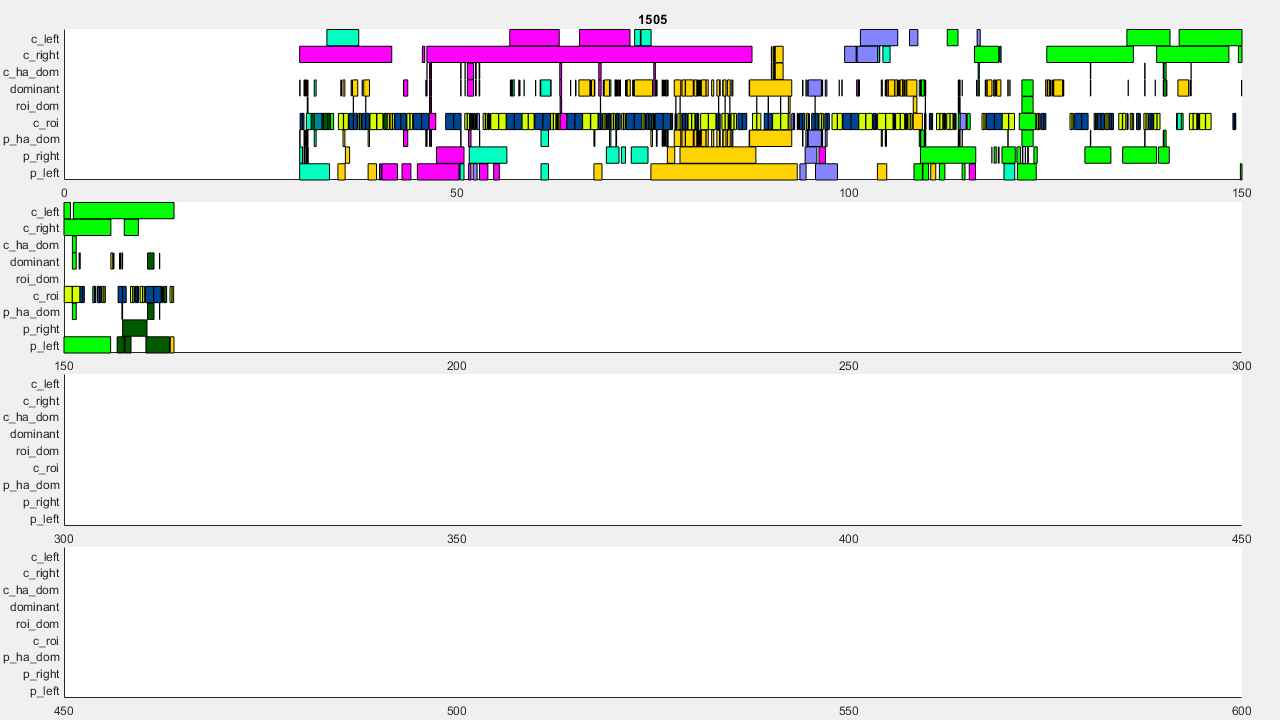 1505
c_left
c_right
c_ha_dom
dominant
roi_dom
c_roi
p_ha_dom
p_right
p_left
0 50 100 150
c_left
c_right
c_ha_dom
dominant
roi_dom
c_roi
p_ha_dom
p_right
p_left
150 200 250 300
c_left
c_right
c_ha_dom
dominant
roi_dom
c_roi
p_ha_dom
p_right
p_left
300 350 400 450
c_left
c_right
c_ha_dom
dominant
roi_dom
c_roi
p_ha_dom
p_right
p_left
450 500 550 600